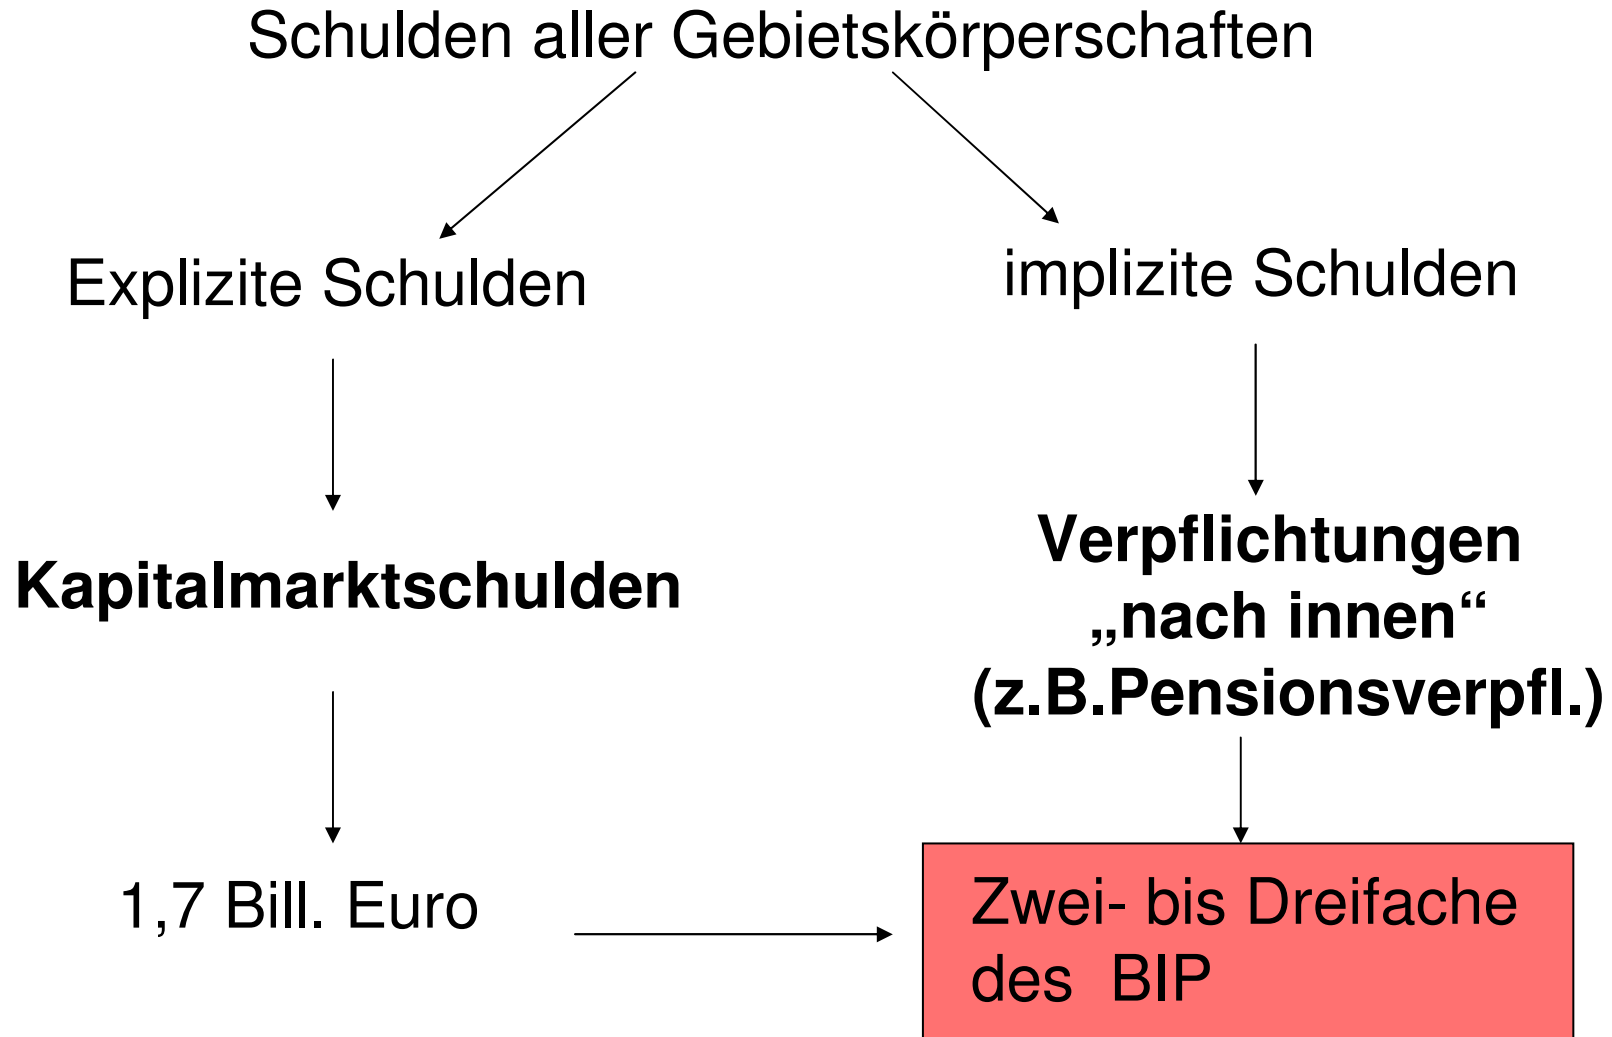 Schulden aller Gebietskörperschaften
Explizite Schulden
implizite Schulden
Kapitalmarktschulden
Verpflichtungen
„nach innen“
(z.B.Pensionsverpfl.)
1,7 Bill. Euro
Zwei- bis Dreifache
des BIP